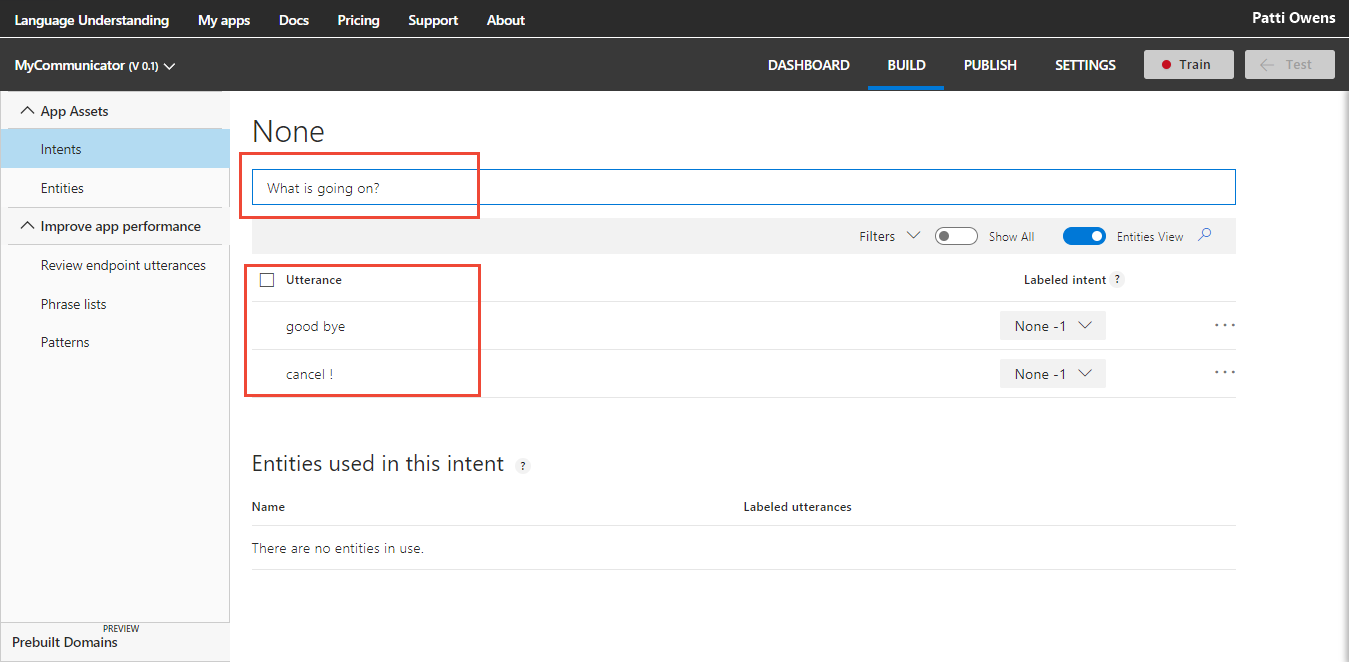 Language Understanding My apps Docs Pricing Support About Patti Owens
MyCommunicator (V 0.1) DASHBOARD BUILD PUBLISH SETTINGS Train Test
App Assets
Intents
Entities
Improve app performance
Review endpoint utterances
Phrase lists
Patterns
PREVIEW
Prebuilt Domains
None
What is going on?
Filters Show All Entities View
Utterance Labeled intent ?
good bye None -1 ...
cancel ! None -1 ...
Entities used in this intent ?
Name Labeled utterances
There are no entities in use.